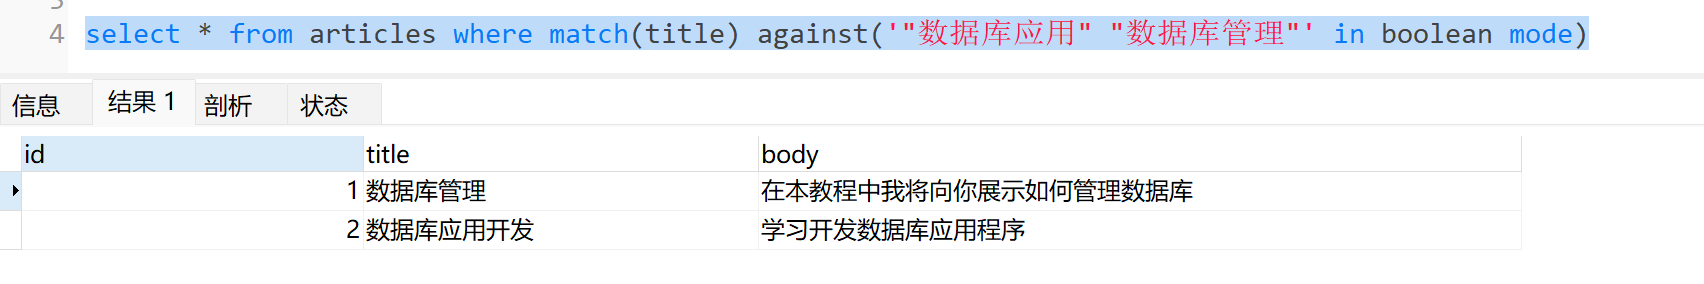 4 select * from articles where match(title) against('"数据库应用" "数据库管理"' in boolean mode)
信息 结果 1 剖析 状态
id title body
1 数据库管理 在本教程中我将向你展示如何管理数据库
2 数据库应用开发 学习开发数据库应用程序